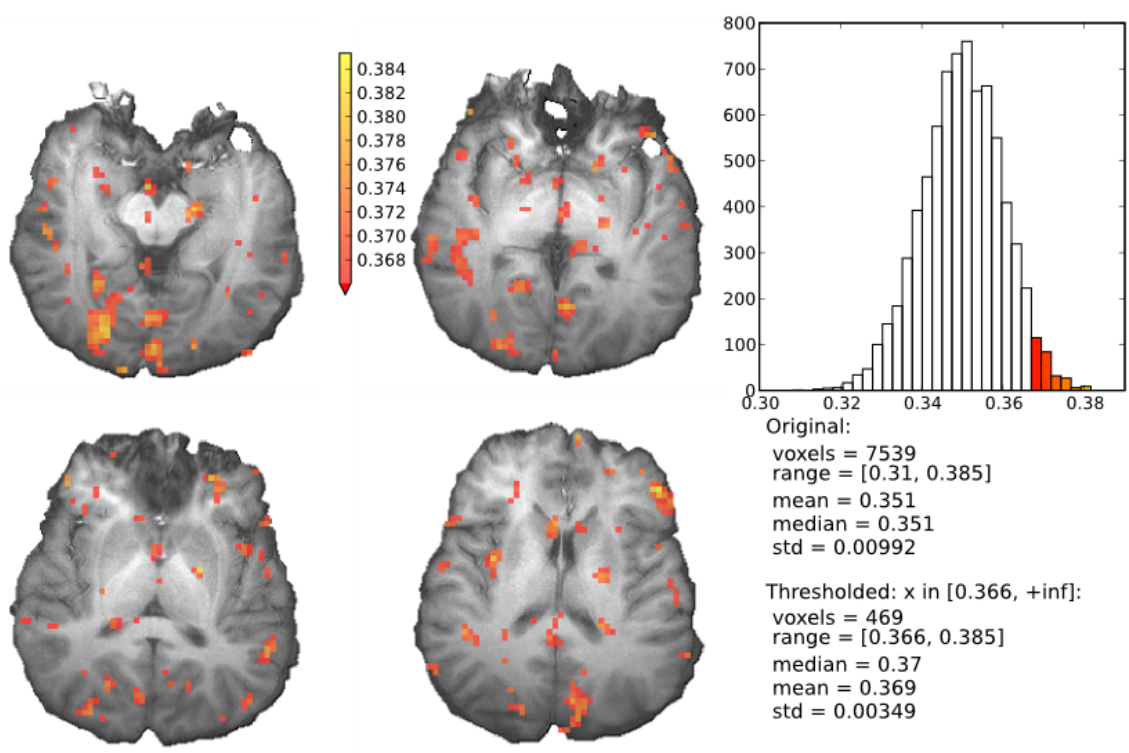 0.384
0.382
0.380
0.378
0.376
0.374
0.372
0.370
0.368
800
700
600
500
400
300
200
100
0
0.30 0.32 0.34 0.36 0.38
Original:
voxels = 7539
range = [0.31, 0.385]
mean = 0.351
median = 0.351
std = 0.00992
Thresholded: x in [0.366, +inf]:
voxels = 469
range = [0.366, 0.385]
median = 0.37
mean = 0.369
std = 0.00349